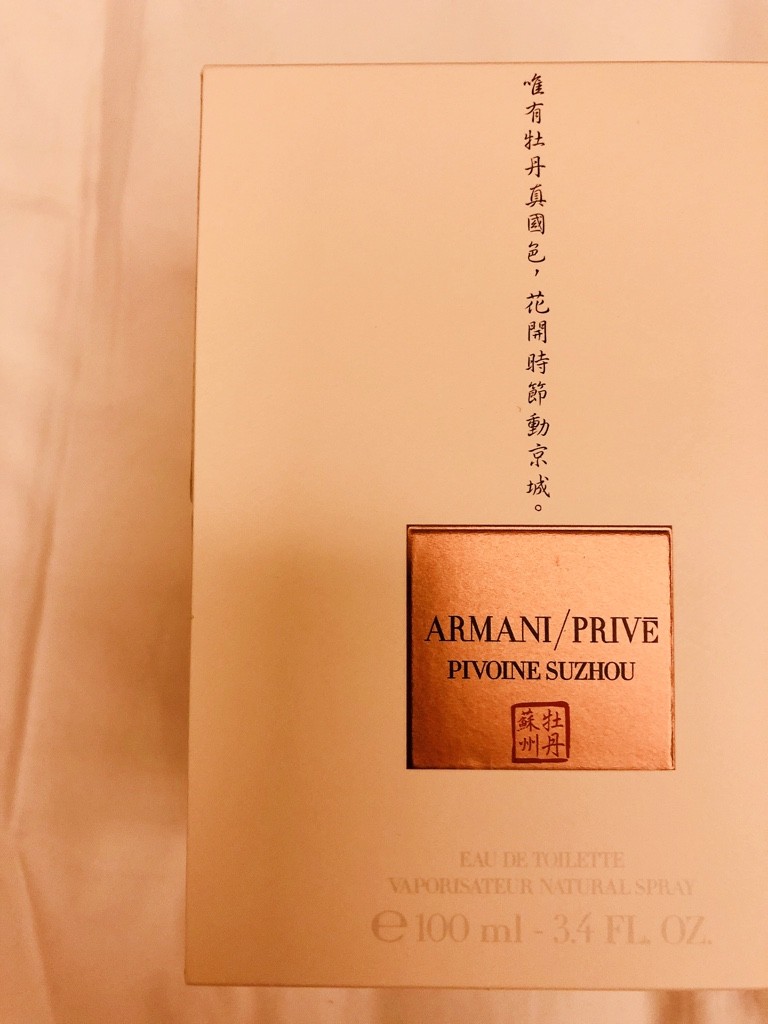 唯有牡丹真國色，花開時節動京城。
ARMANI/PRIVĒ
PIVOINE SUZHOU
牡丹
蘇州
EAU DE TOILETTE
VAPORISATEUR NATURAL SPRAY
℮ 100 ml - 3.4 FL. OZ.